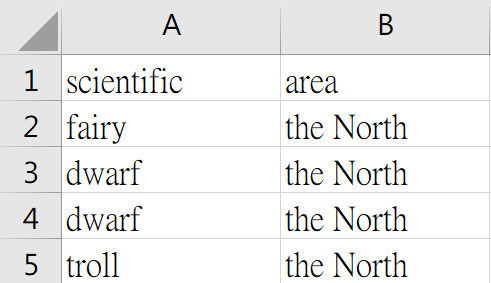 A B
1 scientific area
2 fairy the North
3 dwarf the North
4 dwarf the North
5 troll the North